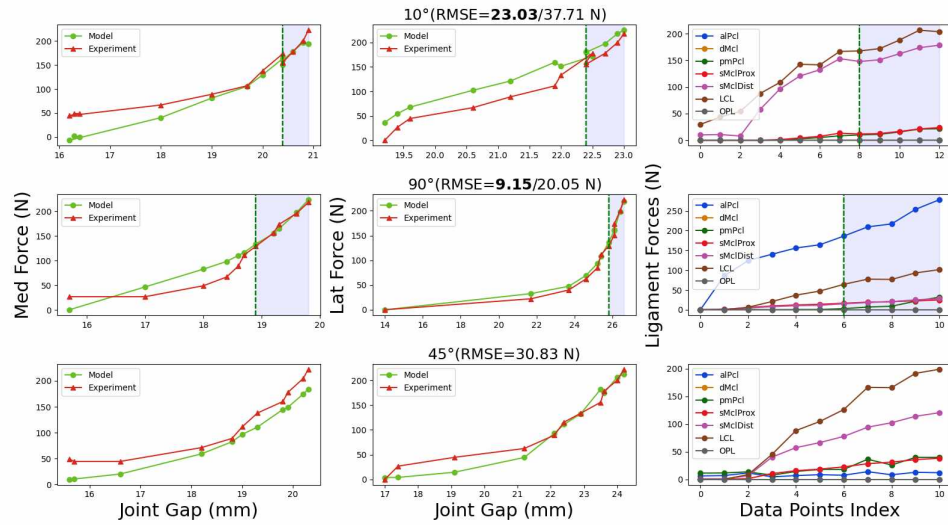 10°(RMSE=23.03/37.71 N)
Model
Experiment
200
150
100
50
0
16
17
18
19
20
21
Model
Experiment
200
150
100
50
0
19.5
20.0
20.5
21.0
21.5
22.0
22.5
23.0
alPcl
dMcl
pmPcl
sMclProx
sMclDist
LCL
OPL
200
150
100
50
0
0
2
4
6
8
10
12
90°(RMSE=9.15/20.05 N)
Med Force (N)
Model
Experiment
200
150
100
50
0
16
17
18
19
20
Lat Force (N)
Model
Experiment
200
150
100
50
0
14
16
18
20
22
24
26
Ligament Forces (N)
alPcl
dMcl
pmPcl
sMclProx
sMclDist
LCL
OPL
250
200
150
100
50
0
0
2
4
6
8
10
45°(RMSE=30.83 N)
Model
Experiment
200
150
100
50
0
16
17
18
19
20
Joint Gap (mm)
Model
Experiment
200
150
100
50
0
17
18
19
20
21
22
23
24
Joint Gap (mm)
alPcl
dMcl
pmPcl
sMclProx
sMclDist
LCL
OPL
200
150
100
50
0
0
2
4
6
8
10
Data Points Index